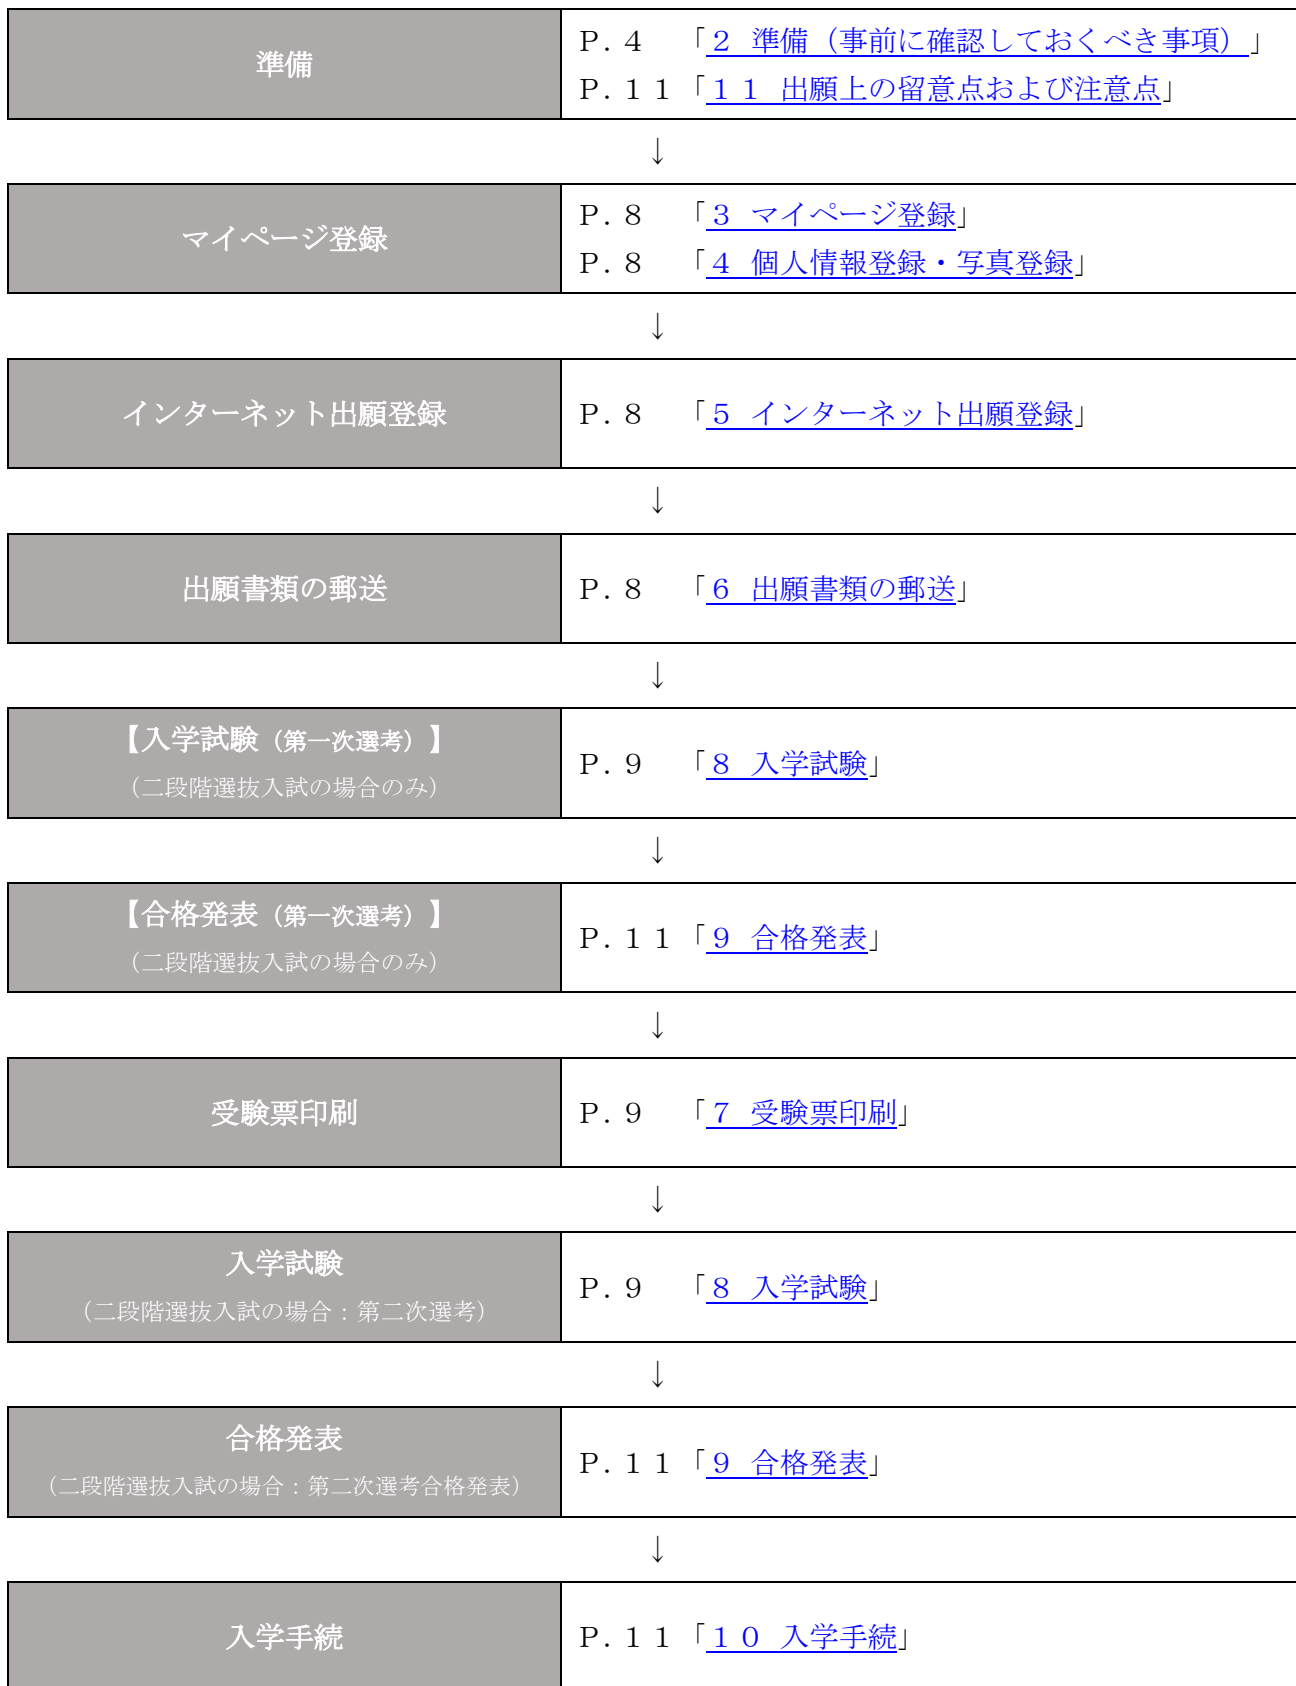 準備
P.4 「2 準備（事前に確認しておくべき事項）」
P.11「11 出願上の留意点および注意点」
↓
マイページ登録
P.8 「3 マイページ登録」
P.8 「4 個人情報登録・写真登録」
↓
インターネット出願登録
P.8 「5 インターネット出願登録」
↓
出願書類の郵送
P.8 「6 出願書類の郵送」
↓
【入学試験（第一次選考）】
（二段階選抜入試の場合のみ）
P.9 「8 入学試験」
↓
【合格発表（第一次選考）】
（二段階選抜入試の場合のみ）
P.11「9 合格発表」
↓
受験票印刷
P.9 「7 受験票印刷」
↓
入学試験
（二段階選抜入試の場合：第二次選考）
P.9 「8 入学試験」
↓
合格発表
（二段階選抜入試の場合：第二次選考合格発表）
P.11「9 合格発表」
↓
入学手続
P.11「10 入学手続」